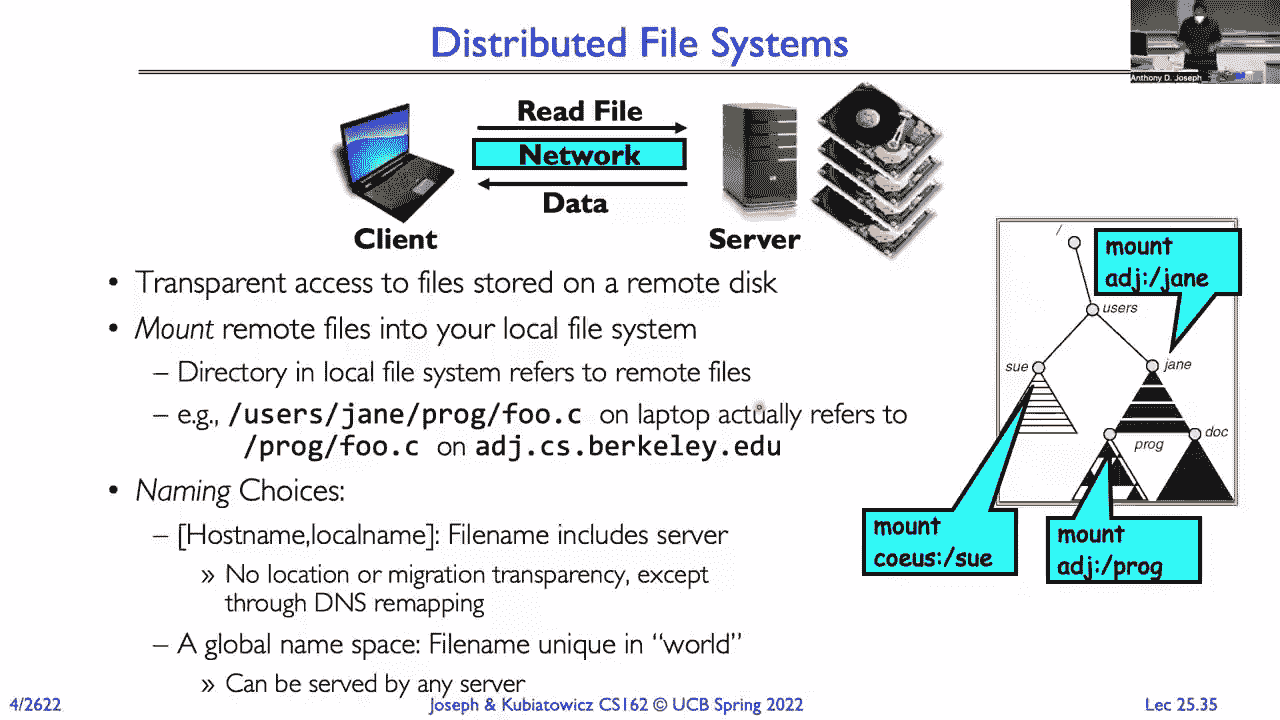 Distributed File Systems
Anthony D. Joseph
Read File
Network
Data
Client
Server
/
mount
adj:/jane
users
sue
jane
prog
doc
mount
coeus:/sue
mount
adj:/prog
• Transparent access to files stored on a remote disk
• Mount remote files into your local file system
– Directory in local file system refers to remote files
– e.g., /users/jane/prog/foo.c on laptop actually refers to
/prog/foo.c on adj.cs.berkeley.edu
• Naming Choices:
– [Hostname,localname]: Filename includes server
» No location or migration transparency, except
through DNS remapping
– A global name space: Filename unique in “world”
» Can be served by any server
4/2622
Joseph & Kubiatowicz CS162 © UCB Spring 2022
Lec 25.35